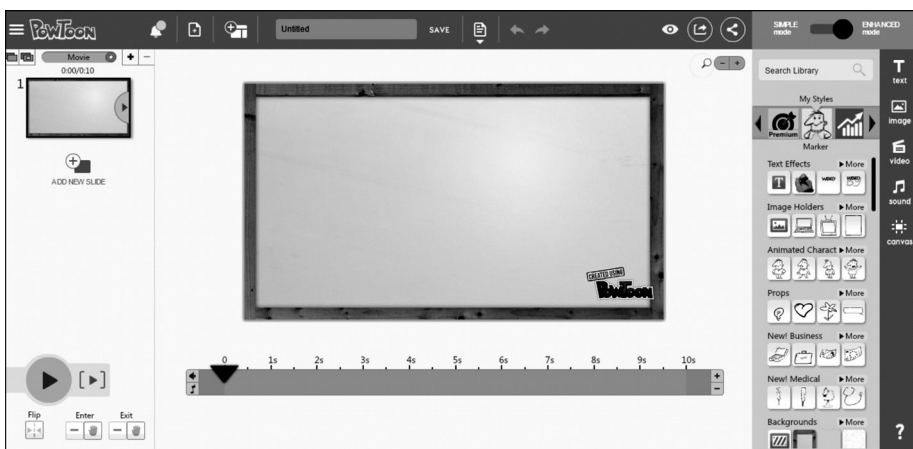 PowToon
Untitled
SAVE
SIMPLE mode
ENHANCED mode
Movie
0:00/0:10
1
ADD NEW SLIDE
CREATED USING
PowToon
0 1s 2s 3s 4s 5s 6s 7s 8s 9s 10s
Flip
Enter
Exit
Search Library
My Styles
Premium
Marker
Text Effects More
T
Image Holders More
Animated Charact More
Props More
New! Business More
New! Medical More
Backgrounds More
T
text
image
video
sound
canvas
?